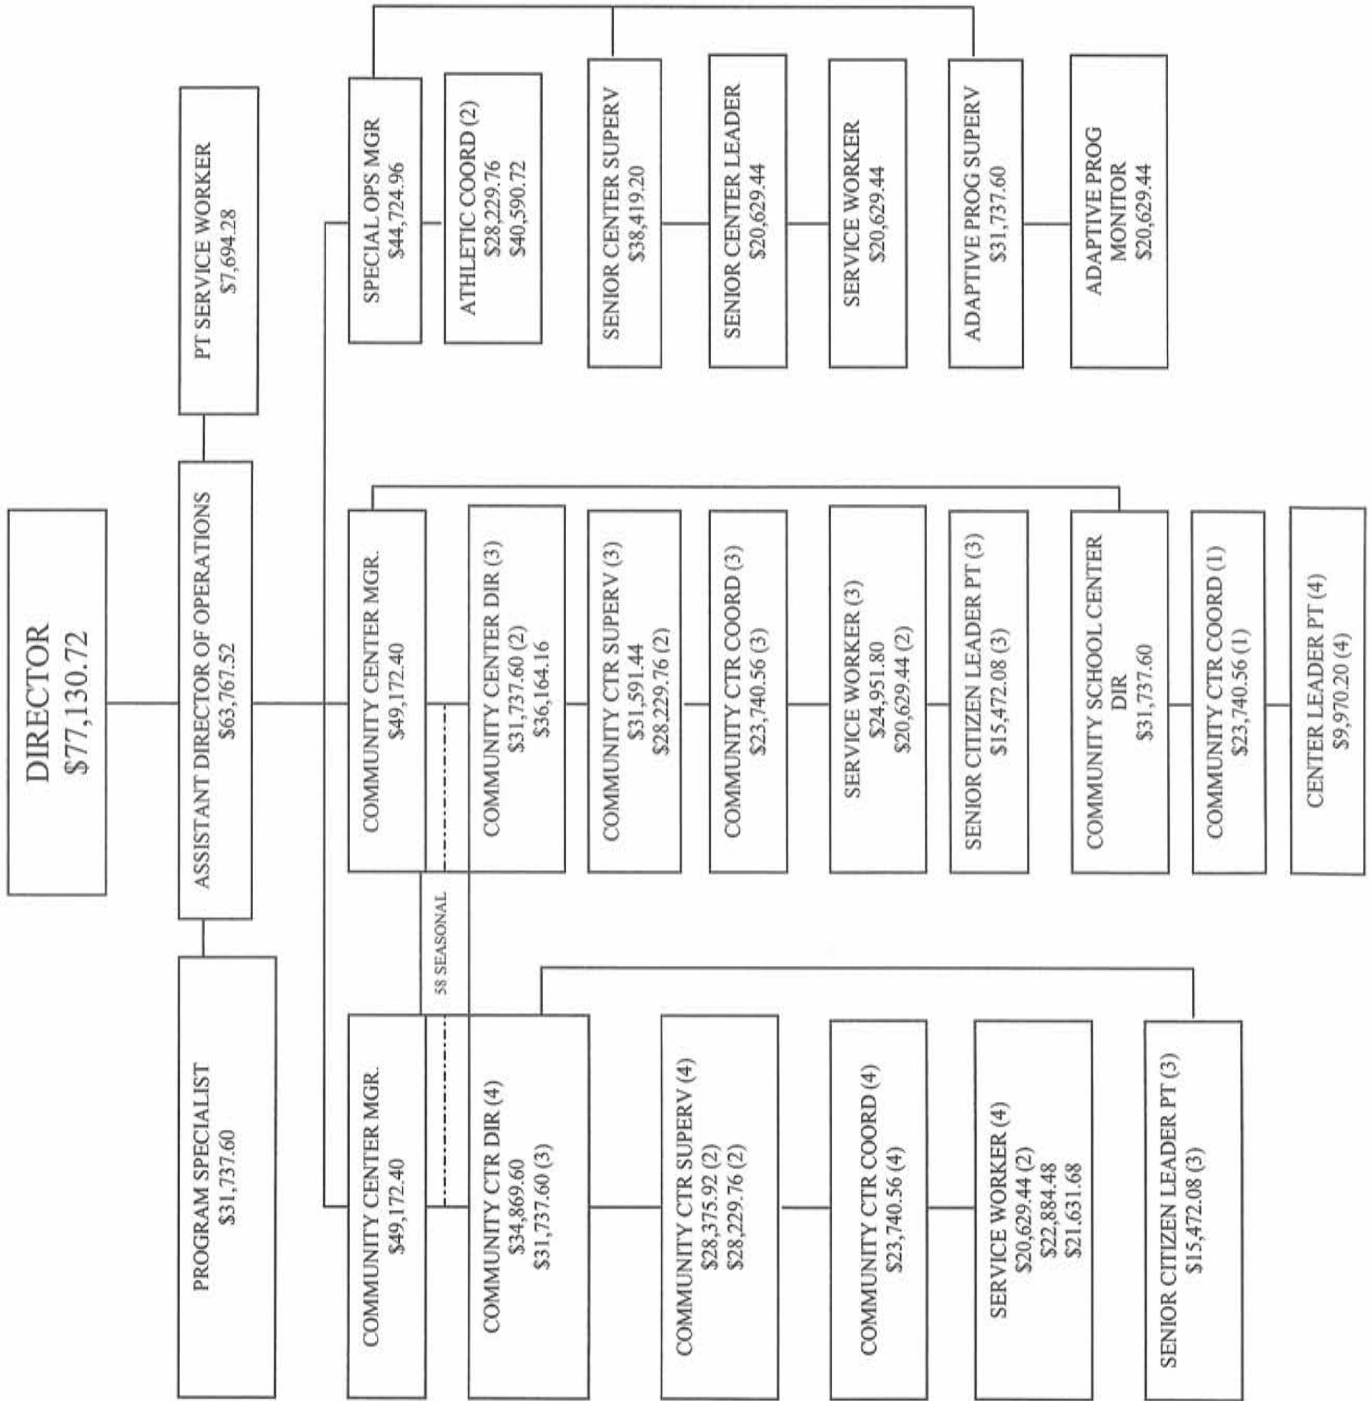 DIRECTOR
$77,130.72
PROGRAM SPECIALIST
$31,737.60
ASSISTANT DIRECTOR OF OPERATIONS
$63,767.52
PT SERVICE WORKER
$7,694.28
COMMUNITY CENTER MGR.
$49,172.40
58 SEASONAL
COMMUNITY CTR DIR (4)
$34,869.60
$31,737.60 (3)
COMMUNITY CTR SUPERV (4)
$28,375.92 (2)
$28,229.76 (2)
COMMUNITY CTR COORD (4)
$23,740.56 (4)
SERVICE WORKER (4)
$20,629.44 (2)
$22,884.48
$21.631.68
SENIOR CITIZEN LEADER PT (3)
$15,472.08 (3)
COMMUNITY CENTER MGR.
$49,172.40
COMMUNITY CENTER DIR (3)
$31,737.60 (2)
$36,164.16
COMMUNITY CTR SUPERV (3)
$31,591.44
$28.229.76 (2)
COMMUNITY CTR COORD (3)
$23,740.56 (3)
SERVICE WORKER (3)
$24,951.80
$20,629.44 (2)
SENIOR CITIZEN LEADER PT (3)
$15,472.08 (3)
COMMUNITY SCHOOL CENTER
DIR
$31,737.60
COMMUNITY CTR COORD (1)
$23,740.56 (1)
CENTER LEADER PT (4)
$9,970.20 (4)
SPECIAL OPS MGR
$44,724.96
ATHLETIC COORD (2)
$28,229.76
$40,590.72
SENIOR CENTER SUPERV
$38,419.20
SENIOR CENTER LEADER
$20,629.44
SERVICE WORKER
$20,629.44
ADAPTIVE PROG SUPERV
$31,737.60
ADAPTIVE PROG
MONITOR
$20,629.44